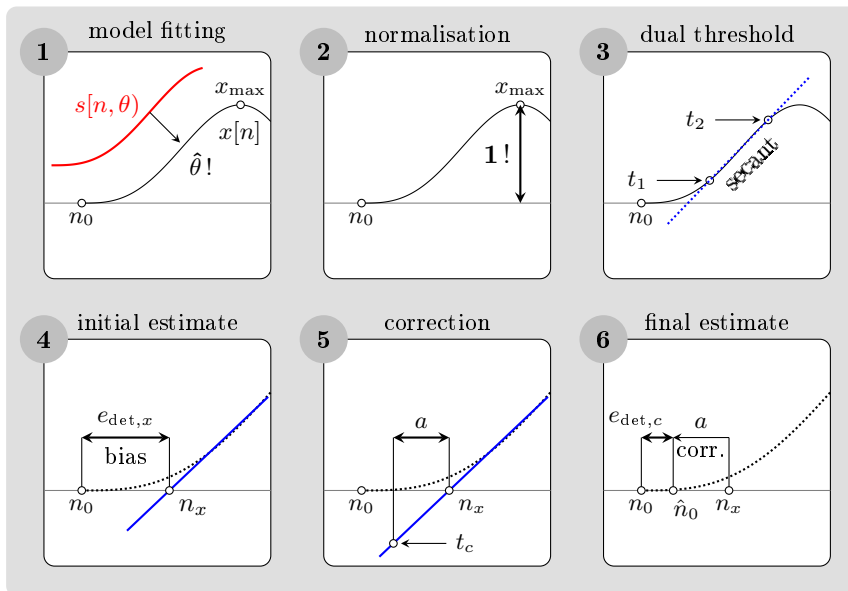 1 model fitting
s[n, θ)
x_max
x[n]
θ̂ !
n_0
2 normalisation
x_max
1 !
n_0
3 dual threshold
t_2
t_1
secant
n_0
4 initial estimate
e_det,x
bias
n_0
n_x
5 correction
a
n_0
n_x
t_c
6 final estimate
e_det,c
a
corr.
n_0
n̂_0
n_x